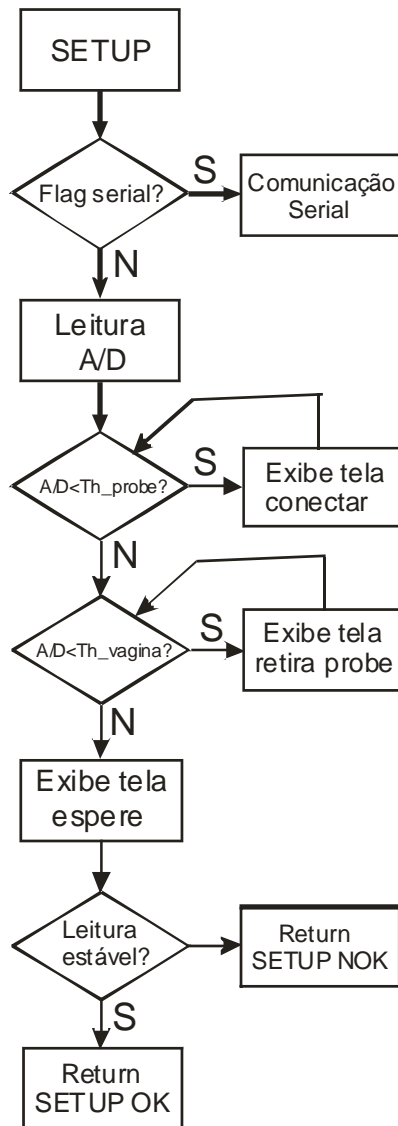 SETUP
Flag serial?
S
Comunicação
Serial
N
Leitura
A/D
A/D<Th_probe?
S
Exibe tela
conectar
N
A/D<Th_vagina?
S
Exibe tela
retira probe
N
Exibe tela
espere
Leitura
estável?
Return
SETUP NOK
S
Return
SETUP OK